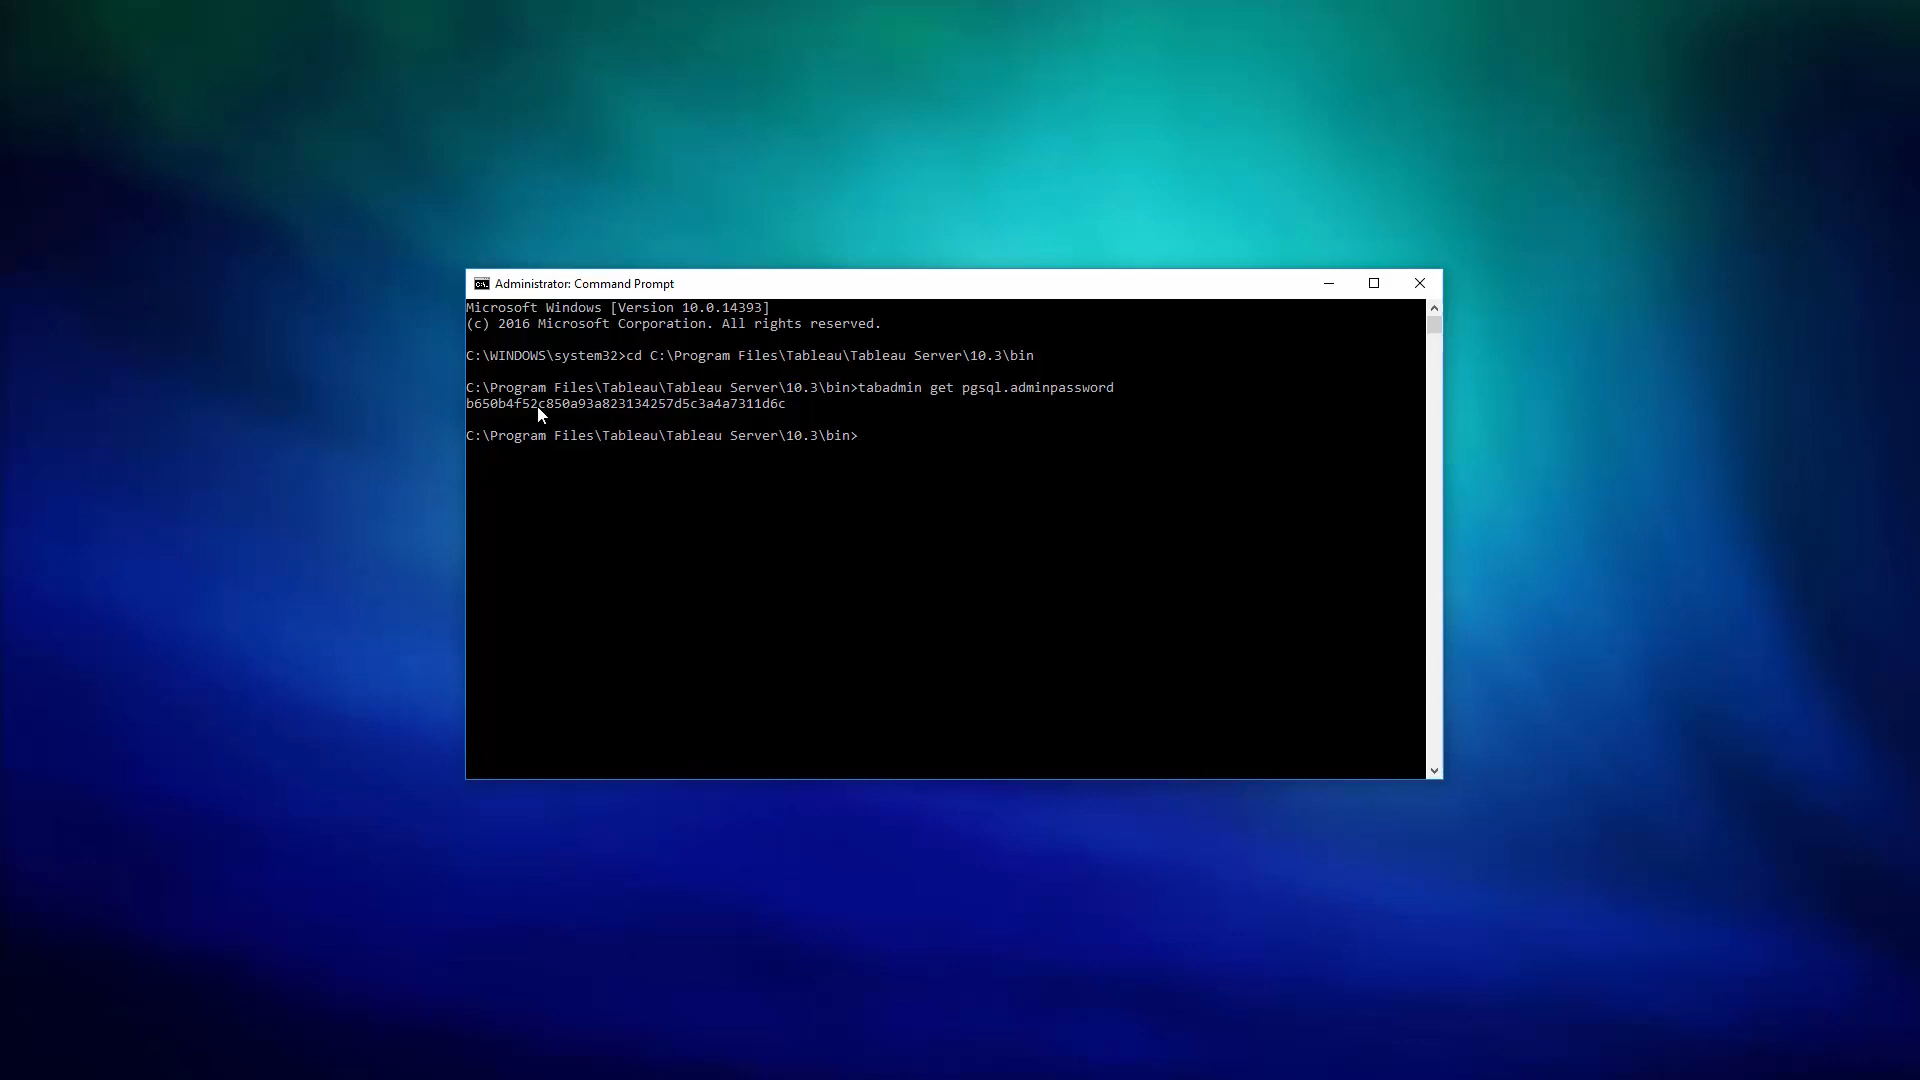 Administrator: Command Prompt
Microsoft Windows [Version 10.0.14393]
(c) 2016 Microsoft Corporation. All rights reserved.
C:\WINDOWS\system32>cd C:\Program Files\Tableau\Tableau Server\10.3\bin
C:\Program Files\Tableau\Tableau Server\10.3\bin>tabadmin get pgsql.adminpassword
b650b4f52c850a93a823134257d5c3a4a7311d6c
C:\Program Files\Tableau\Tableau Server\10.3\bin>